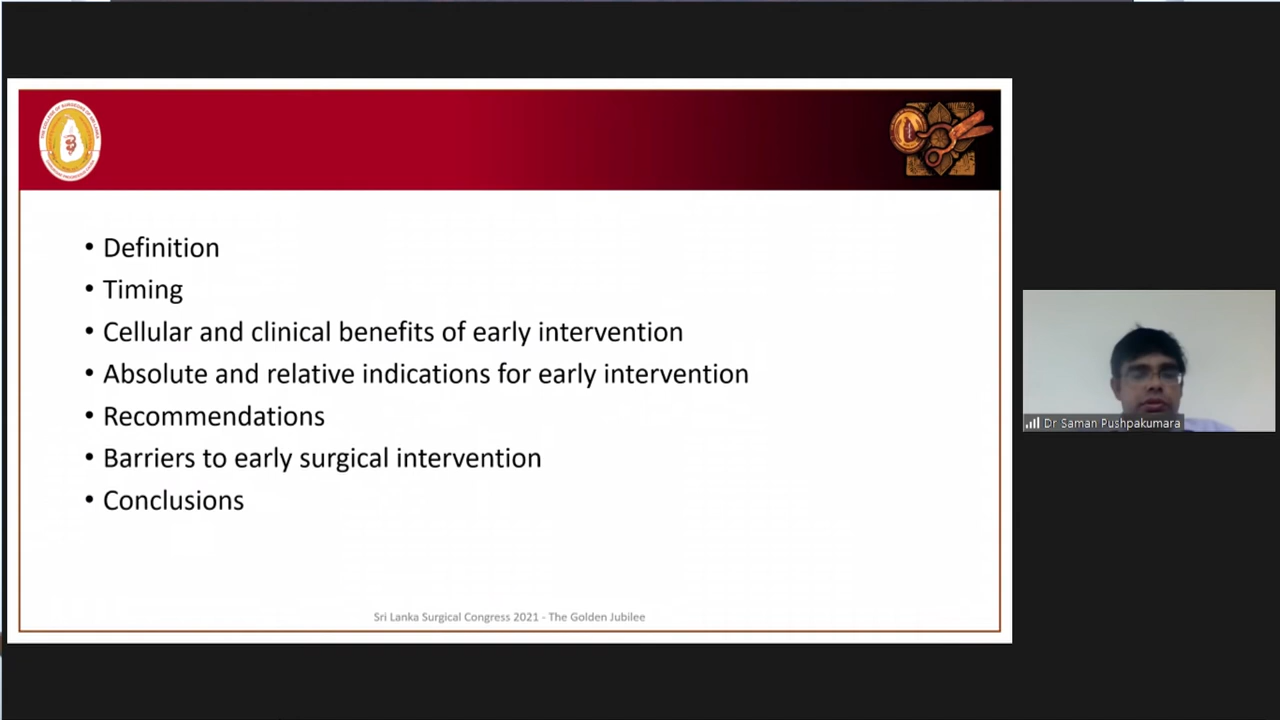 • Definition
• Timing
• Cellular and clinical benefits of early intervention
• Absolute and relative indications for early intervention
• Recommendations
• Barriers to early surgical intervention
• Conclusions
Sri Lanka Surgical Congress 2021 - The Golden Jubilee
Dr Saman Pushpakumara